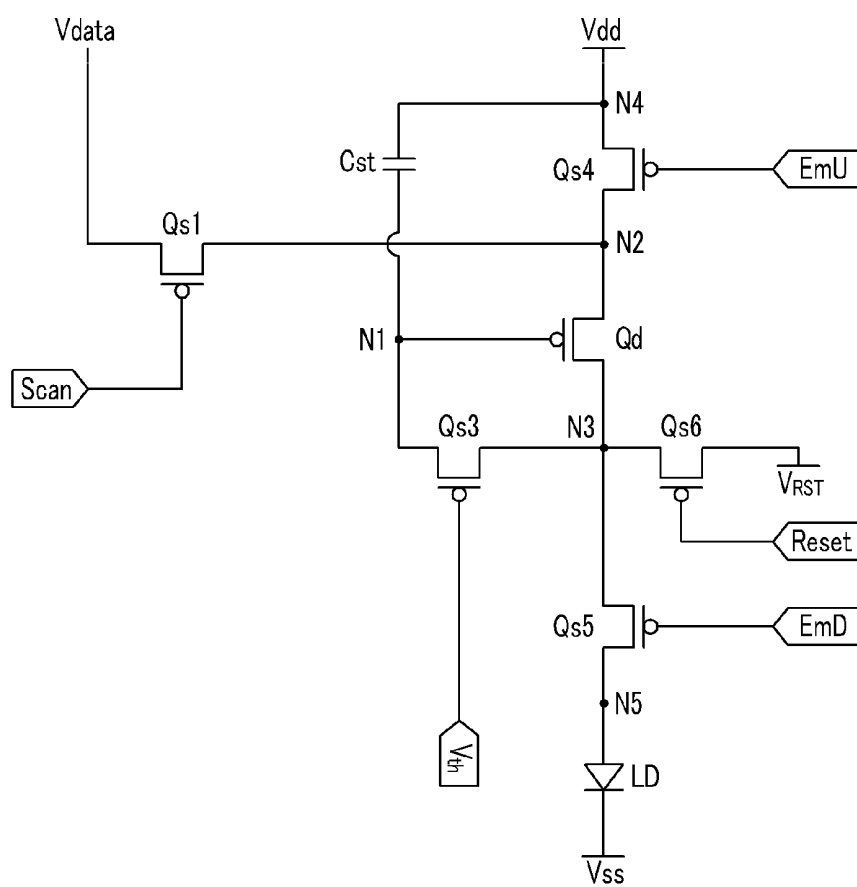 Vdata
Vdd
N4
Cst
Qs4
EmU
Qs1
N2
N1
Qd
Scan
Qs3
N3
Qs6
VRST
Reset
Qs5
EmD
N5
Vth
LD
Vss